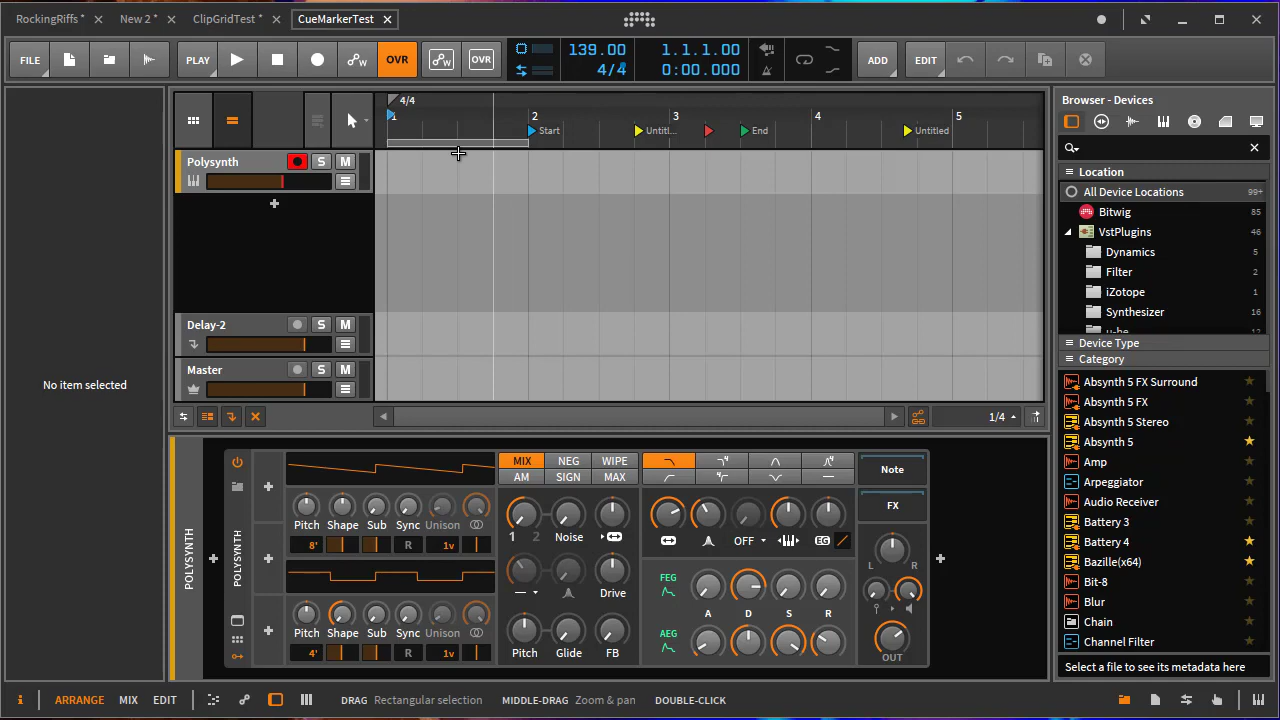 RockingRiffs *
New 2 *
ClipGridTest *
CueMarkerTest
FILE
PLAY
OVR
OVR
139.00
4/4
1.1.1.00
0:00.000
ADD
EDIT
4/4
1
2
3
4
5
Start
Untitl...
End
Untitled
Polysynth
S
M
Delay-2
S
M
Master
S
M
No item selected
1/4
Browser - Devices
Location
All Device Locations
99+
Bitwig
85
VstPlugins
46
Dynamics
5
Filter
2
iZotope
1
Synthesizer
16
Device Type
Category
Absynth 5 FX Surround
Absynth 5 FX
Absynth 5 Stereo
Absynth 5
Amp
Arpeggiator
Audio Receiver
Battery 3
Battery 4
Bazille(x64)
Bit-8
Blur
Chain
Channel Filter
Select a file to see its metadata here
POLYSYNTH
POLYSYNTH
Pitch Shape Sub Sync Unison
8' R 1v
Pitch Shape Sub Sync Unison
4' R 1v
MIX NEG WIPE
AM SIGN MAX
1 2 Noise
Drive
Pitch Glide FB
OFF
EG
FEG
A D S R
AEG
Note
FX
L R
OUT
ARRANGE MIX EDIT
DRAG Rectangular selection MIDDLE-DRAG Zoom & pan DOUBLE-CLICK